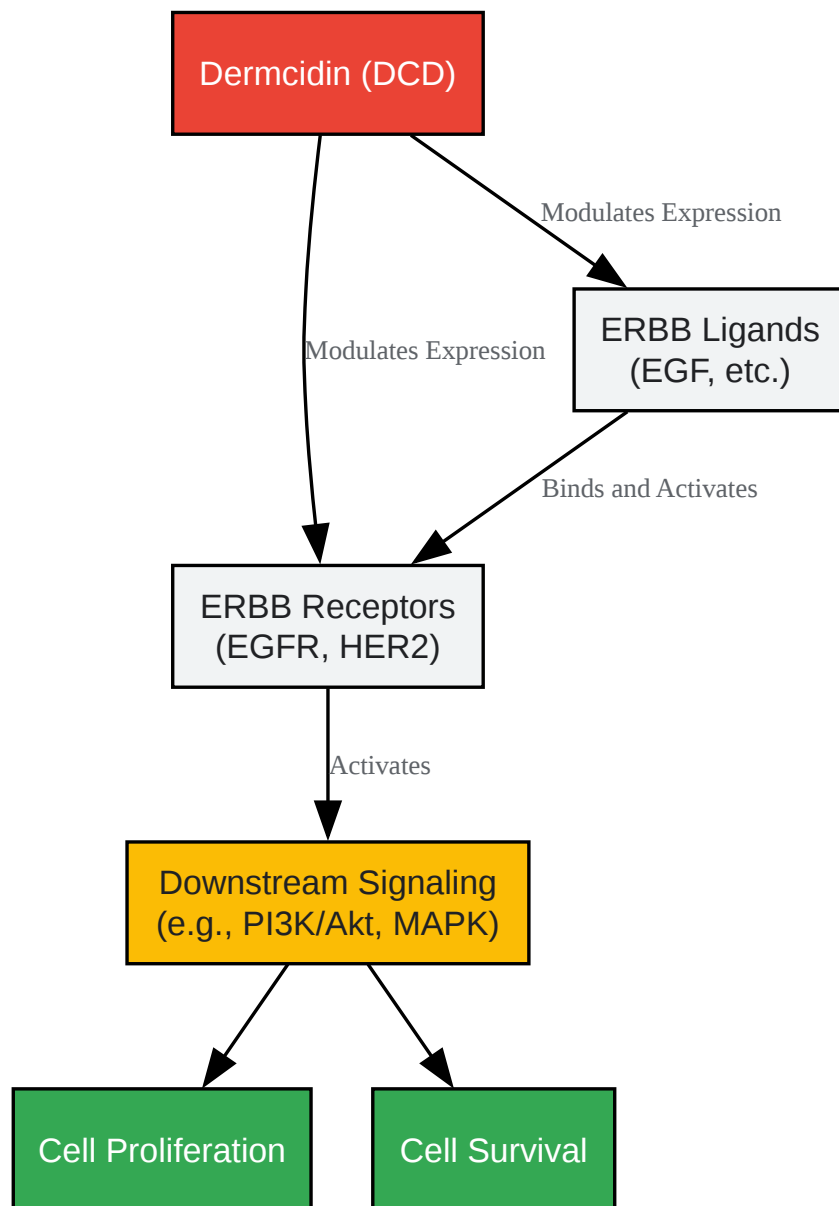 Dermcidin (DCD)
Modulates Expression
ERBB Ligands
(EGF, etc.)
Modulates Expression
Binds and Activates
ERBB Receptors
(EGFR, HER2)
Activates
Downstream Signaling
(e.g., PI3K/Akt, MAPK)
Cell Proliferation
Cell Survival